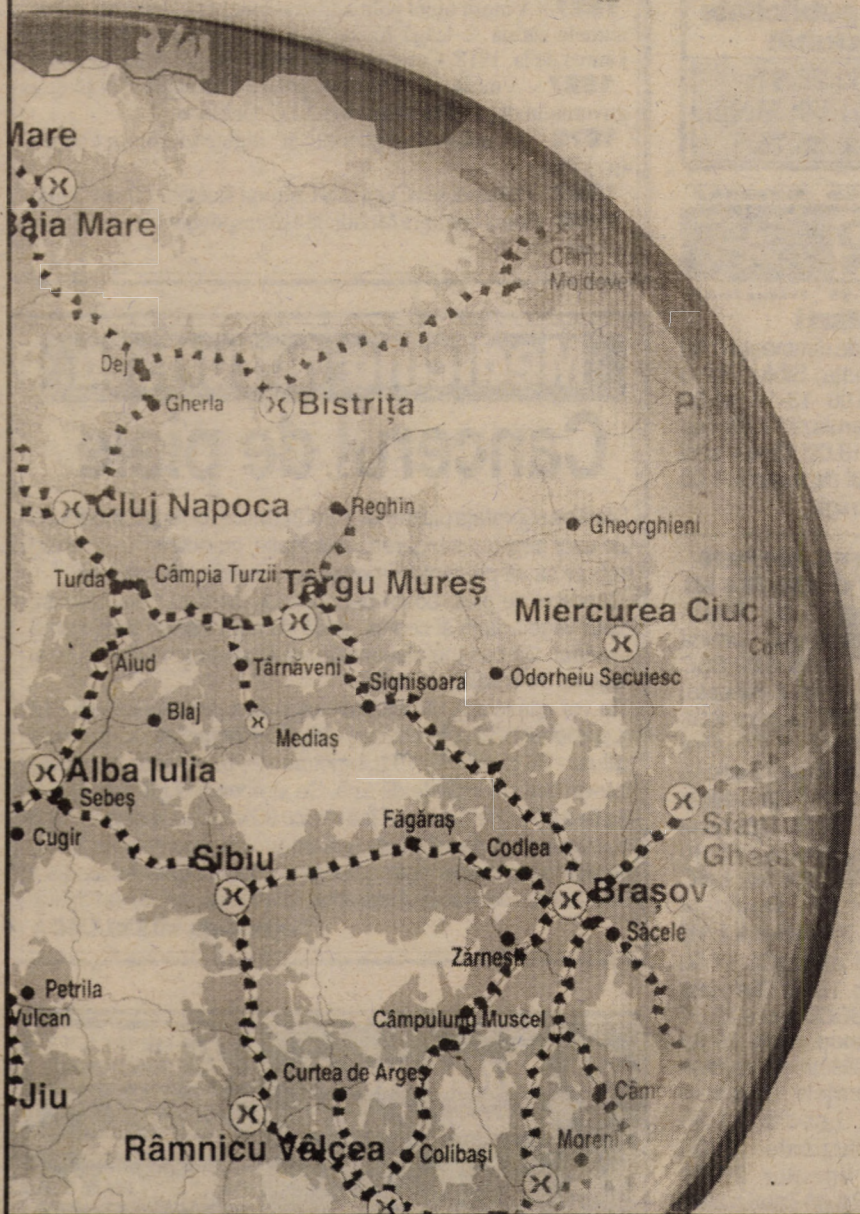 Mare
Baia Mare
Dej
Gherla
Bistrița
Cluj Napoca
Reghin
Gheorghieni
Turda
Câmpia Turzii
Târgu Mureș
Miercurea Ciuc
Aiud
Târnăveni
Sighișoara
Odorheiu Secuiesc
Blaj
Mediaș
Alba Iulia
Sebeș
Cugir
Făgăraș
Sibiu
Codlea
Brașov
Săcele
Zărnești
Petrila
Vulcan
Câmpulung Muscel
Jiu
Curtea de Argeș
Râmnicu Vâlcea
Colibași
Moreni